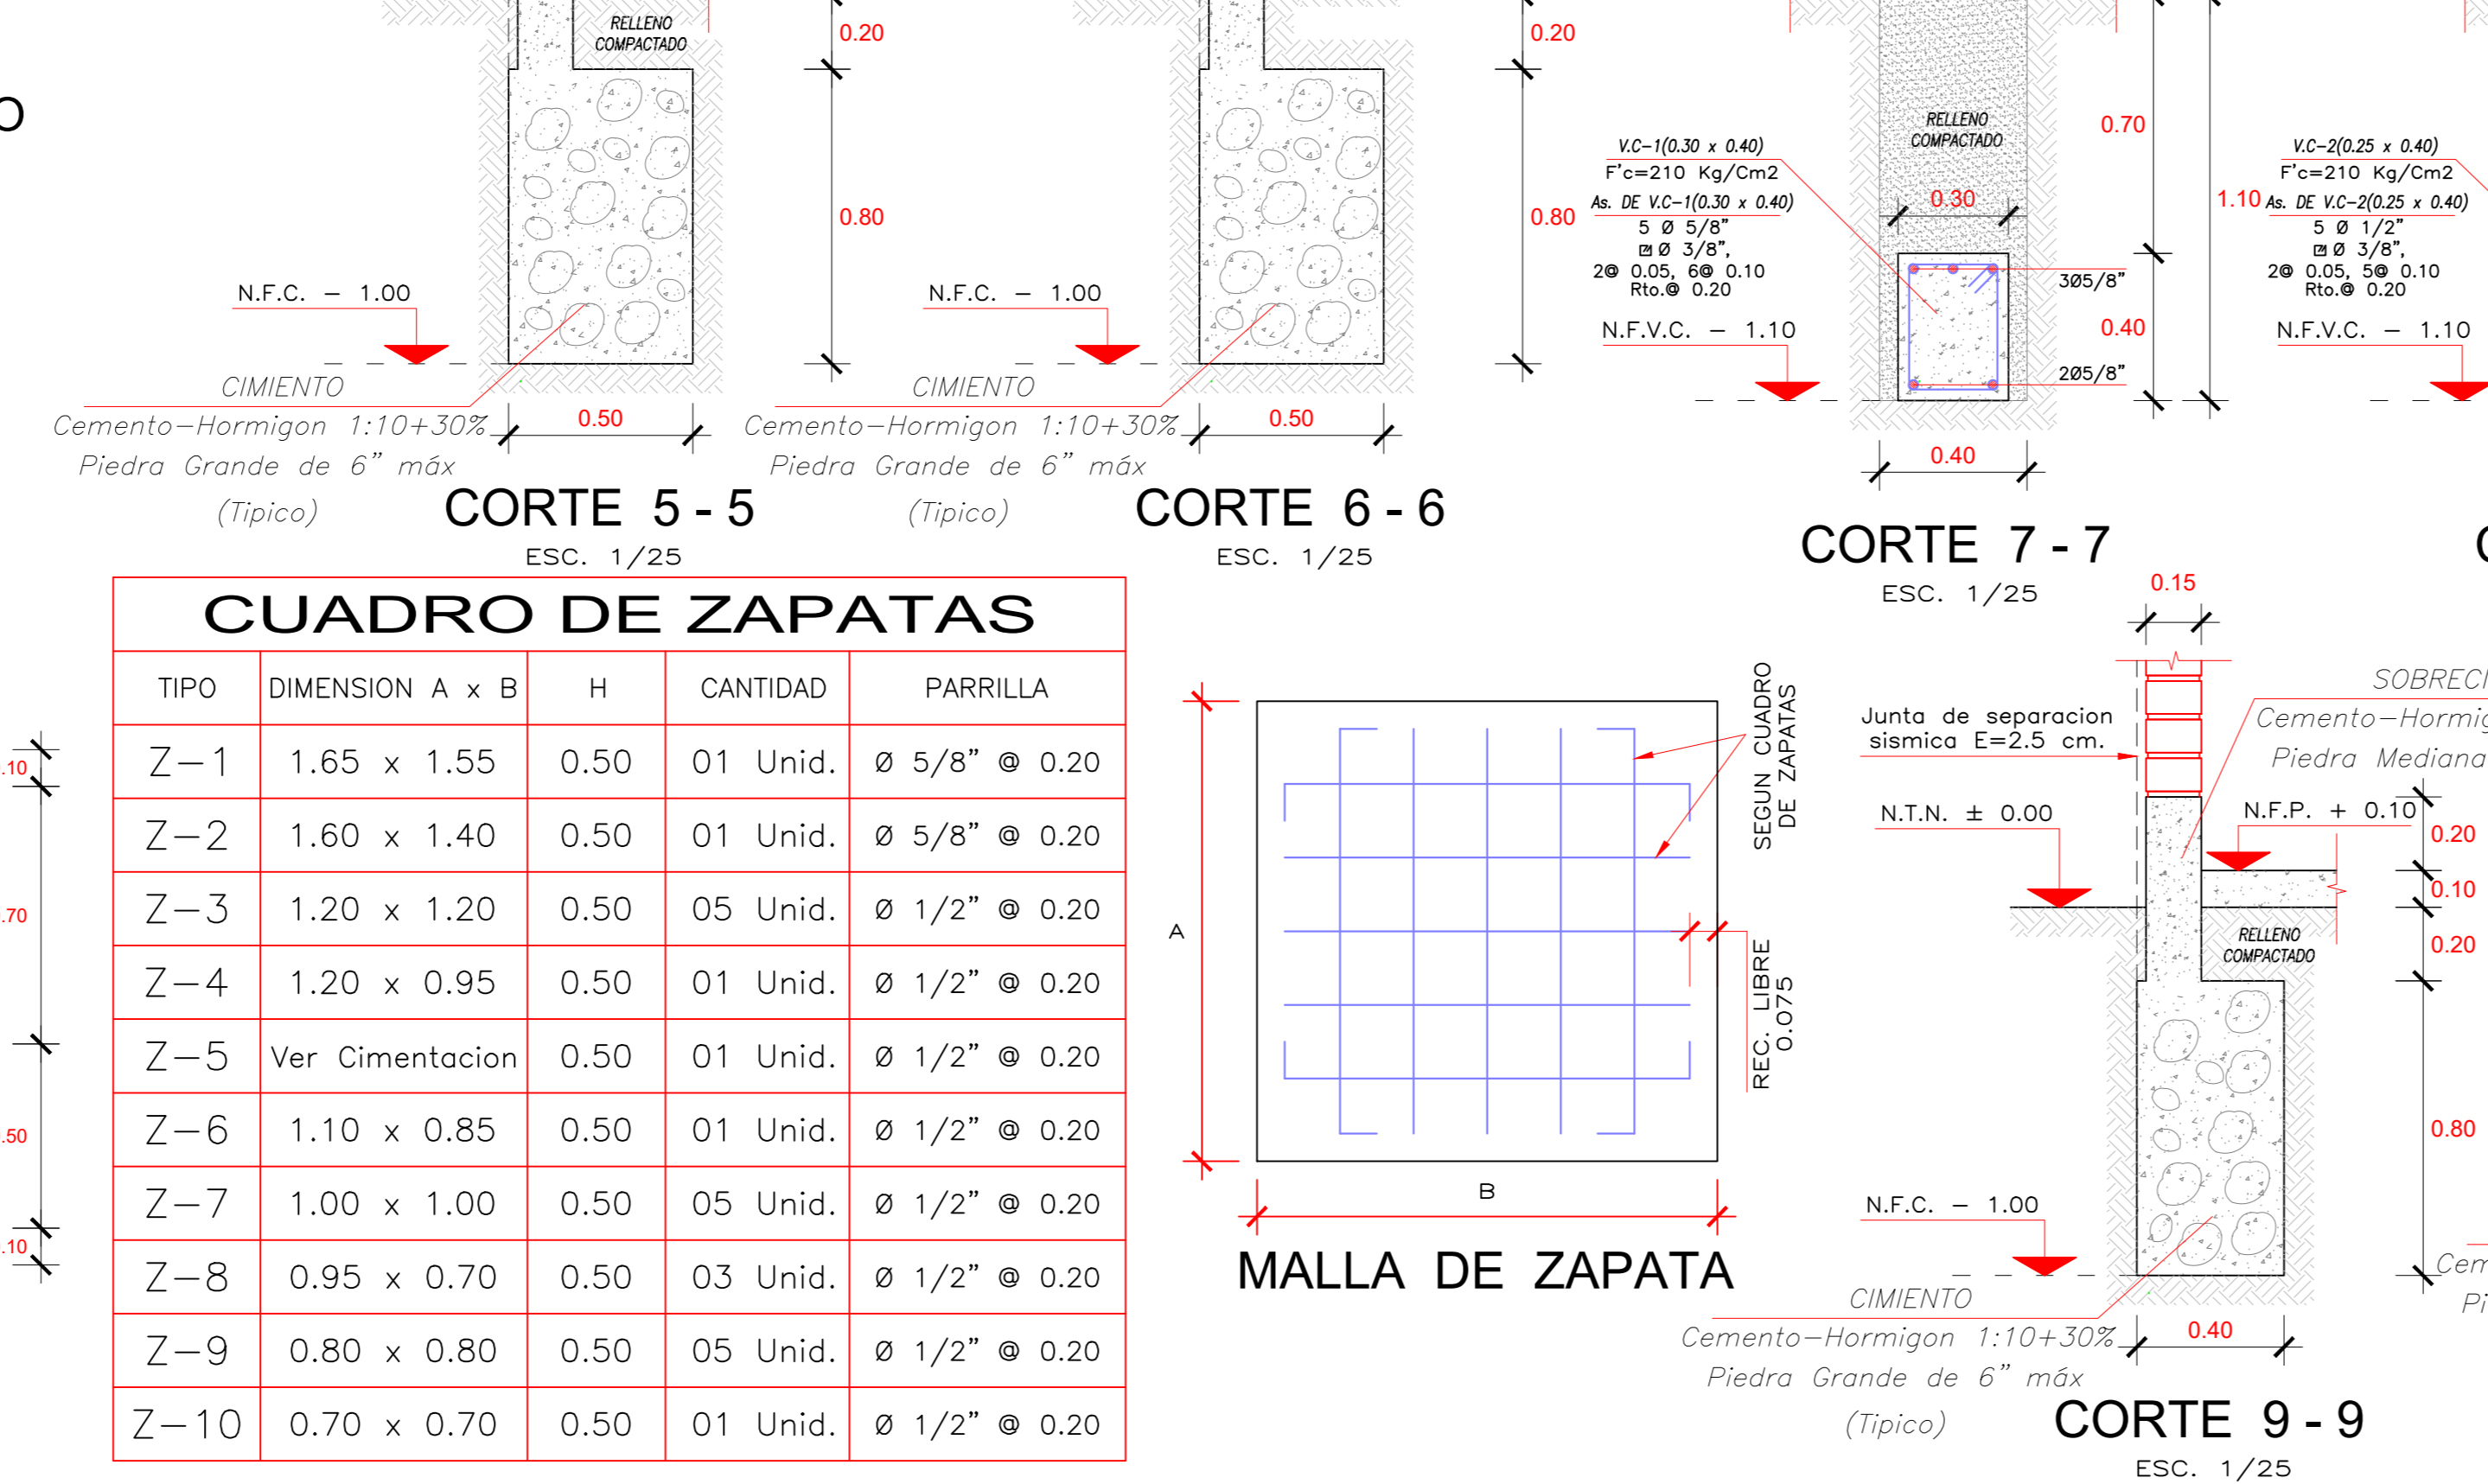 RELLENO
COMPACTADO
0.20
0.80
N.F.C. - 1.00
CIMIENTO
Cemento-Hormigon 1:10+30%
Piedra Grande de 6" máx
(Tipico)
0.50
CORTE 5 - 5
ESC. 1/25
0.20
0.80
N.F.C. - 1.00
CIMIENTO
Cemento-Hormigon 1:10+30%
Piedra Grande de 6" máx
(Tipico)
0.50
CORTE 6 - 6
ESC. 1/25
V.C-1(0.30 x 0.40)
F'c=210 Kg/Cm2
As. DE V.C-1(0.30 x 0.40)
5 Ø 5/8"
Ø 3/8",
2@ 0.05, 6@ 0.10
Rto.@ 0.20
N.F.V.C. - 1.10
RELLENO
COMPACTADO
0.30
3Ø5/8"
2Ø5/8"
0.70
0.40
1.10
0.40
CORTE 7 - 7
ESC. 1/25
V.C-2(0.25 x 0.40)
F'c=210 Kg/Cm2
As. DE V.C-2(0.25 x 0.40)
5 Ø 1/2"
Ø 3/8",
2@ 0.05, 5@ 0.10
Rto.@ 0.20
N.F.V.C. - 1.10
CUADRO DE ZAPATAS
TIPO DIMENSION A x B H CANTIDAD PARRILLA
Z-1 1.65 x 1.55 0.50 01 Unid. Ø 5/8" @ 0.20
Z-2 1.60 x 1.40 0.50 01 Unid. Ø 5/8" @ 0.20
Z-3 1.20 x 1.20 0.50 05 Unid. Ø 1/2" @ 0.20
Z-4 1.20 x 0.95 0.50 01 Unid. Ø 1/2" @ 0.20
Z-5 Ver Cimentacion 0.50 01 Unid. Ø 1/2" @ 0.20
Z-6 1.10 x 0.85 0.50 01 Unid. Ø 1/2" @ 0.20
Z-7 1.00 x 1.00 0.50 05 Unid. Ø 1/2" @ 0.20
Z-8 0.95 x 0.70 0.50 03 Unid. Ø 1/2" @ 0.20
Z-9 0.80 x 0.80 0.50 05 Unid. Ø 1/2" @ 0.20
Z-10 0.70 x 0.70 0.50 01 Unid. Ø 1/2" @ 0.20
A
B
SEGUN CUADRO
DE ZAPATAS
REC. LIBRE
0.075
MALLA DE ZAPATA
0.15
Junta de separacion
sismica E=2.5 cm.
N.T.N. ± 0.00
Piedra Mediana
N.F.P. + 0.10
0.20
0.10
0.20
RELLENO
COMPACTADO
0.80
N.F.C. - 1.00
CIMIENTO
Cemento-Hormigon 1:10+30%
Piedra Grande de 6" máx
(Tipico)
0.40
CORTE 9 - 9
ESC. 1/25